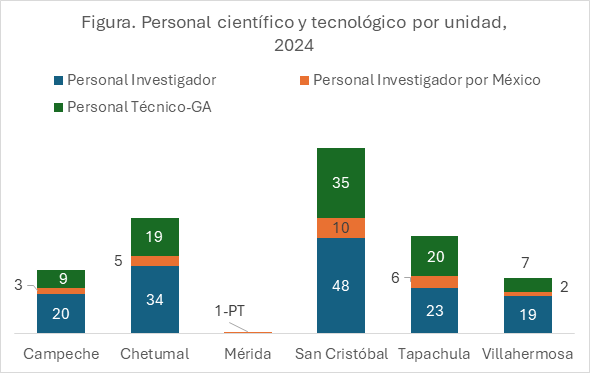 Figura. Personal científico y tecnológico por unidad,
2024
Personal Investigador
Personal Investigador por México
Personal Técnico-GA
35
10
48
19
5
34
20
6
23
9
3
20
7
2
19
1-PT
Campeche
Chetumal
Mérida
San Cristóbal
Tapachula
Villahermosa